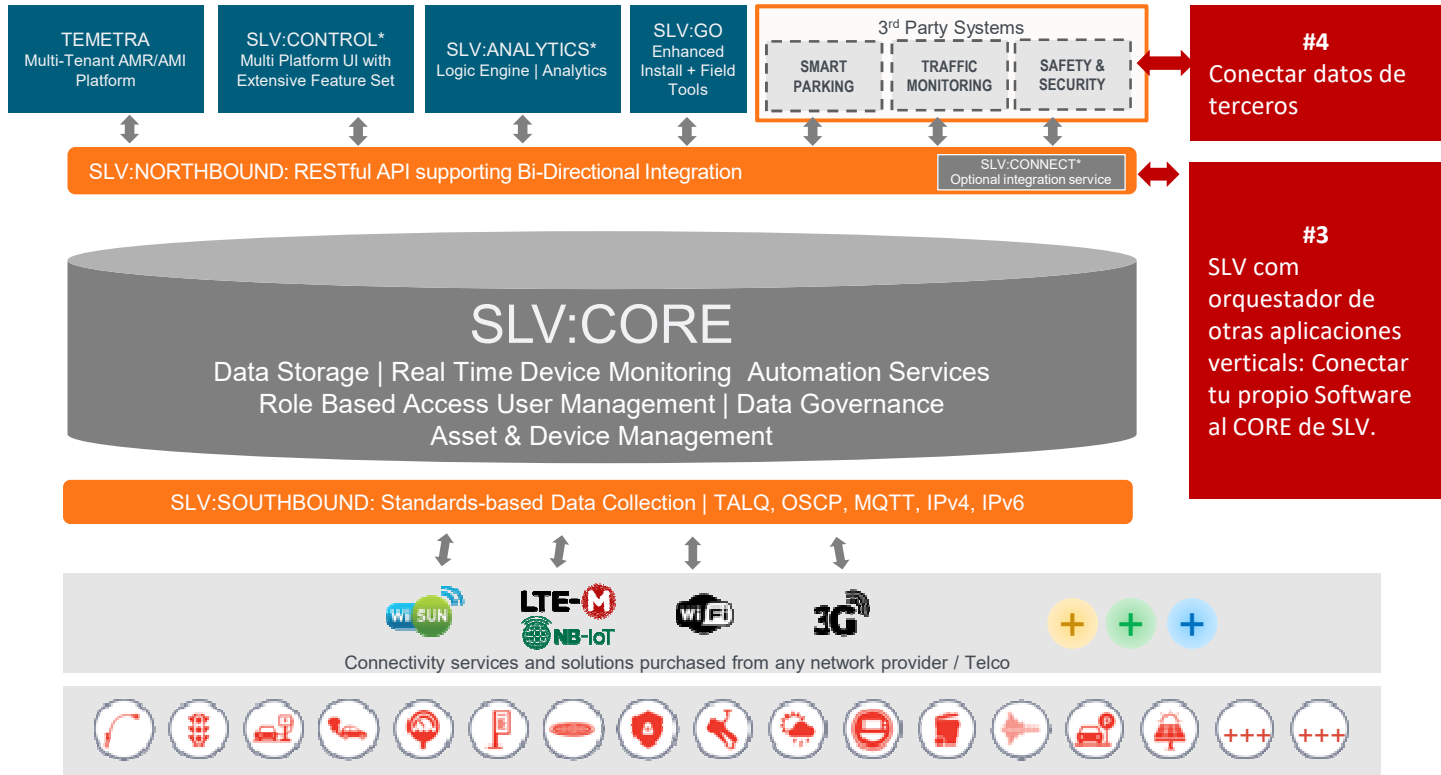 TEMETRA
Multi-Tenant AMR/AMI
Platform
SLV:CONTROL*
Multi Platform UI with
Extensive Feature Set
SLV:ANALYTICS*
Logic Engine | Analytics
SLV:GO
Enhanced
Install + Field
Tools
3rd Party Systems
SMART
PARKING
TRAFFIC
MONITORING
SAFETY &
SECURITY
#4
Conectar datos de
terceros
SLV:NORTHBOUND: RESTful API supporting Bi-Directional Integration
SLV:CONNECT*
Optional integration service
#3
SLV com
orquestador de
otras aplicaciones
verticals: Conectar
tu propio Software
al CORE de SLV.
SLV:CORE
Data Storage | Real Time Device Monitoring Automation Services
Role Based Access User Management | Data Governance
Asset & Device Management
SLV:SOUTHBOUND: Standards-based Data Collection | TALQ, OSCP, MQTT, IPv4, IPv6
Wi SUN
LTE-M
NB-IoT
Wi Fi
3G
+ + +
Connectivity services and solutions purchased from any network provider / Telco
P
+++
+++